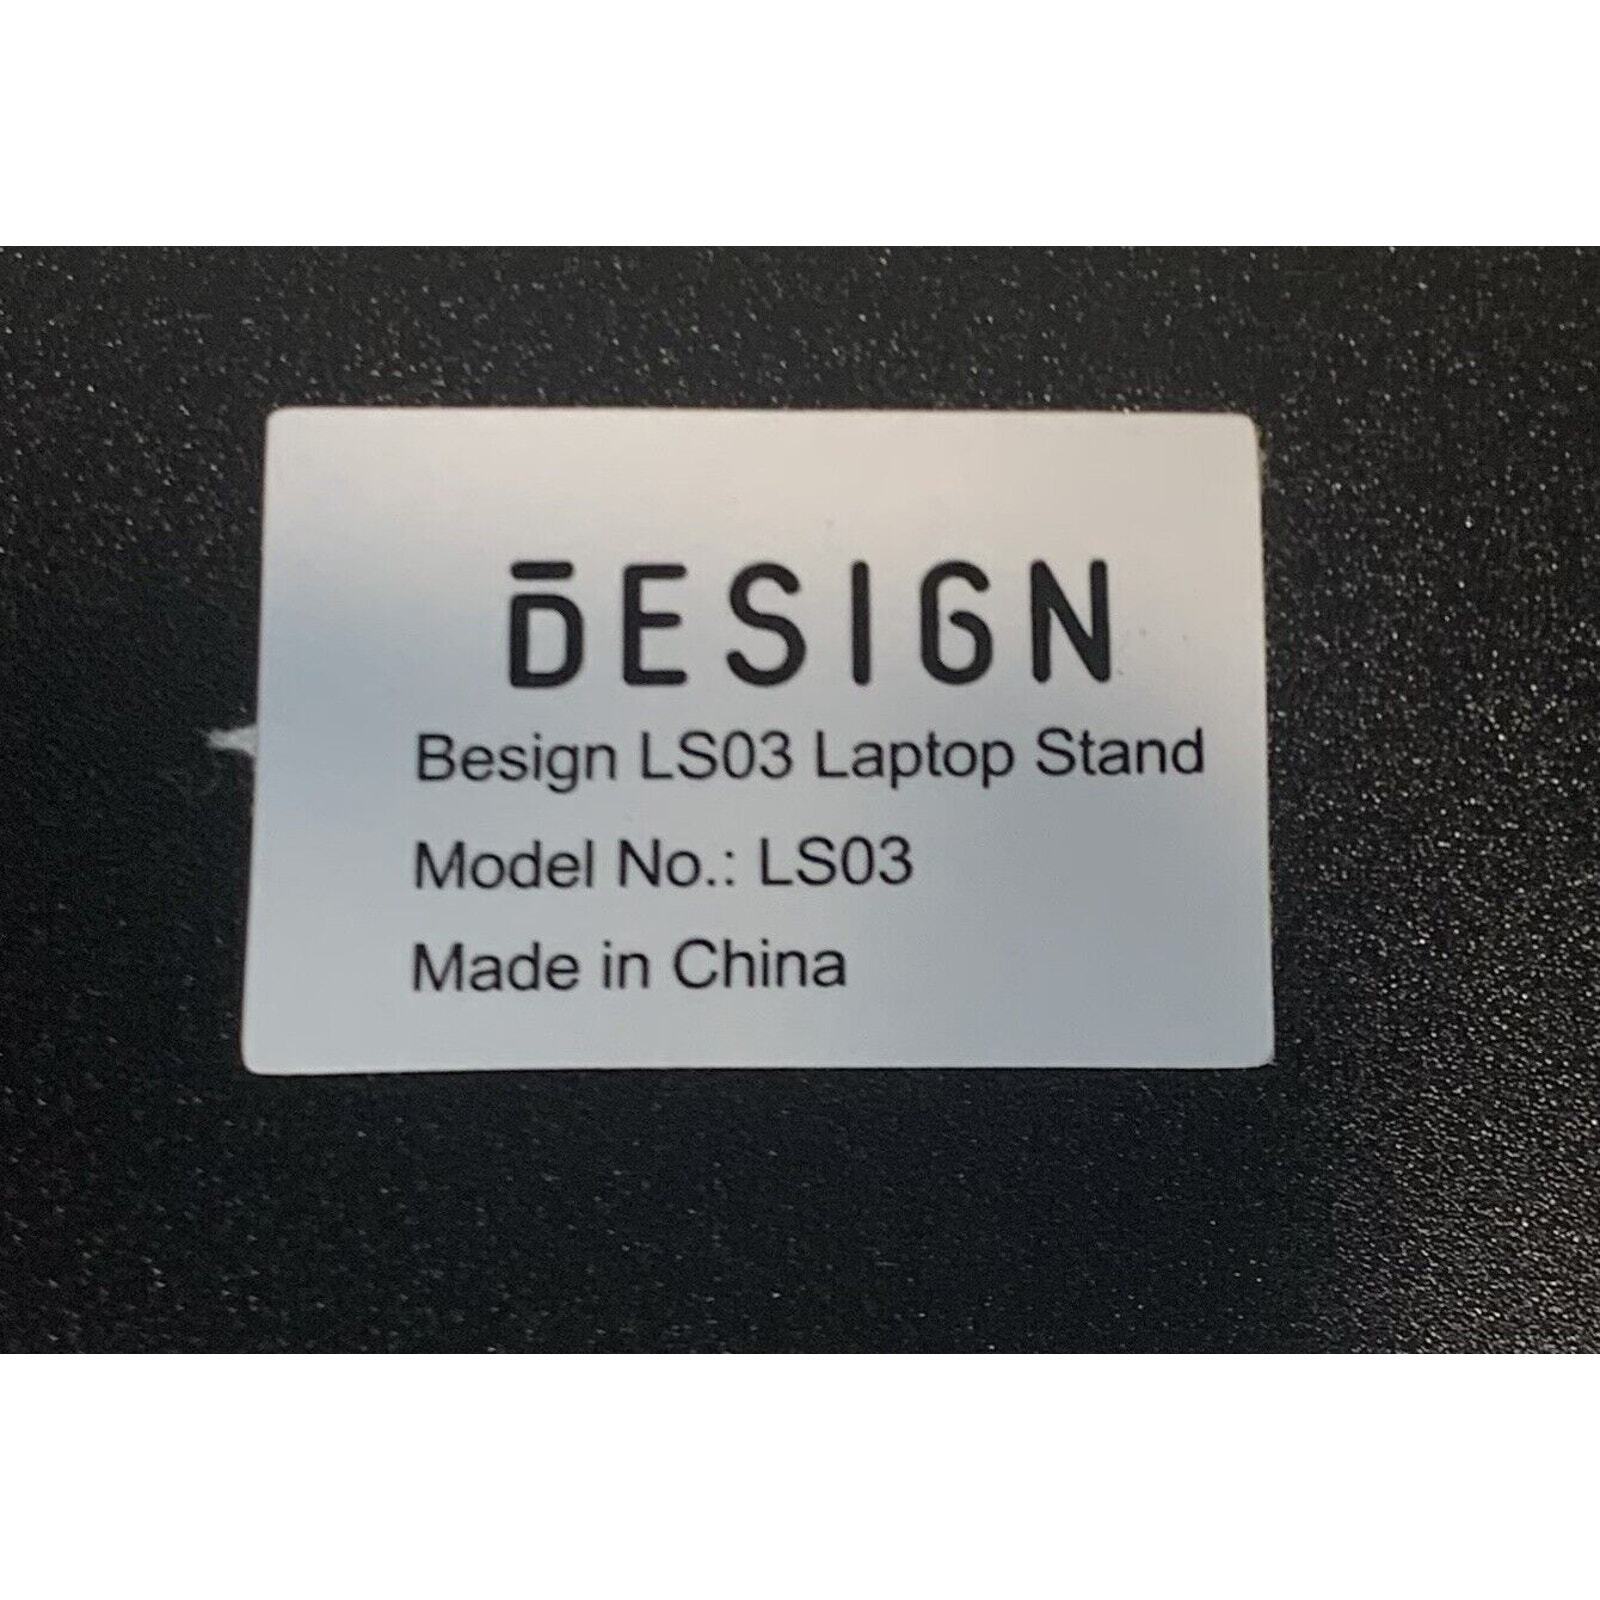 BESIGN
Besign LS03 Laptop Stand
Model No.: LS03
Made in China